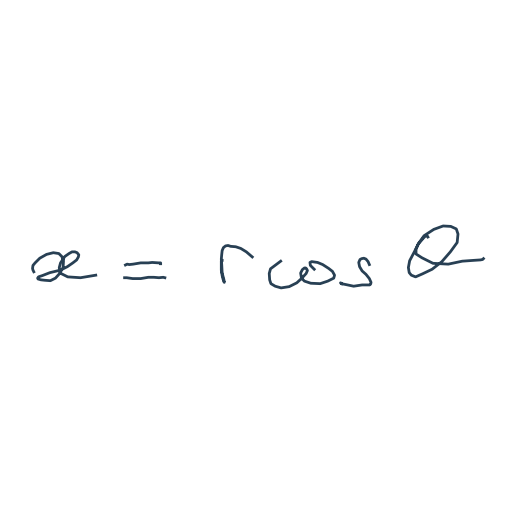 x = r cos θ